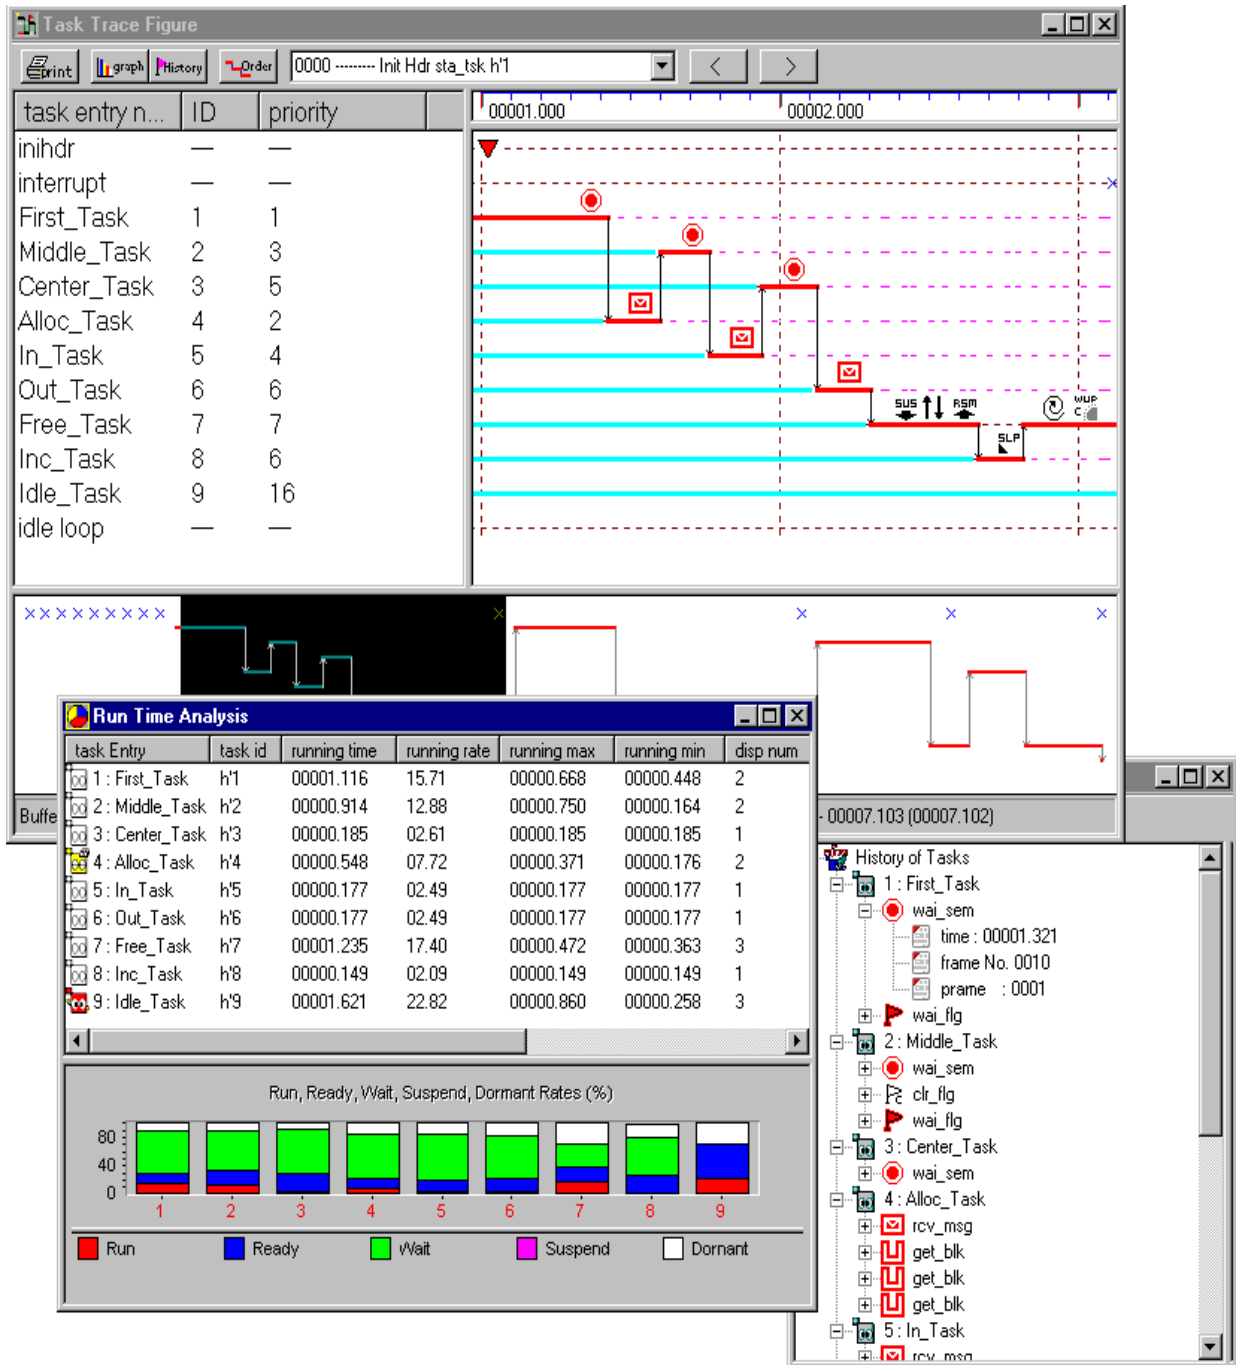 Task Trace Figure
print graph History Order 0000 --------- Init Hdr sta_tsk h'1 < >
task entry n... ID priority
00001.000 00002.000
inihdr — —
interrupt — —
First_Task 1 1
Middle_Task 2 3
Center_Task 3 5
Alloc_Task 4 2
In_Task 5 4
Out_Task 6 6
Free_Task 7 7
Inc_Task 8 6
Idle_Task 9 16
idle loop — —
SUS RSM WUP
C
SLP
Run Time Analysis
task Entry task id running time running rate running max running min disp num
1 : First_Task h'1 00001.116 15.71 00000.668 00000.448 2
2 : Middle_Task h'2 00000.914 12.88 00000.750 00000.164 2
3 : Center_Task h'3 00000.185 02.61 00000.185 00000.185 1
4 : Alloc_Task h'4 00000.548 07.72 00000.371 00000.176 2
5 : In_Task h'5 00000.177 02.49 00000.177 00000.177 1
6 : Out_Task h'6 00000.177 02.49 00000.177 00000.177 1
7 : Free_Task h'7 00001.235 17.40 00000.472 00000.363 3
8 : Inc_Task h'8 00000.149 02.09 00000.149 00000.149 1
9 : Idle_Task h'9 00001.621 22.82 00000.860 00000.258 3
Buffe
- 00007.103 (00007.102)
Run, Ready, Wait, Suspend, Dormant Rates (%)
80
40
0
1 2 3 4 5 6 7 8 9
Run Ready Wait Suspend Dornant
History of Tasks
1 : First_Task
wai_sem
time : 00001.321
frame No. 0010
prame : 0001
wai_flg
2 : Middle_Task
wai_sem
clr_flg
wai_flg
3 : Center_Task
wai_sem
4 : Alloc_Task
rcv_msg
get_blk
get_blk
get_blk
5 : In_Task
rcv_msg